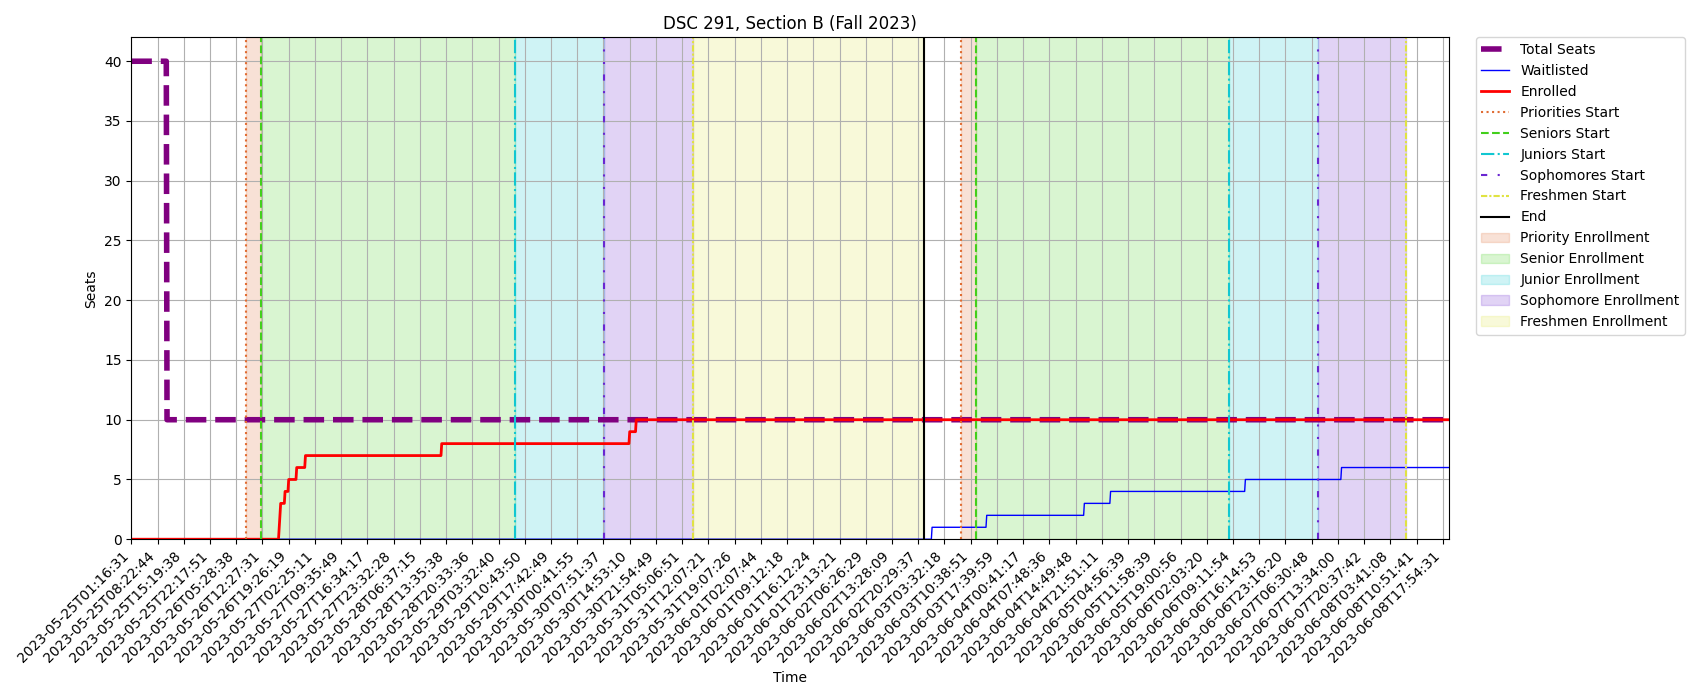 DSC 291, Section B (Fall 2023)
Seats
40
35
30
25
20
15
10
5
0
2023-05-25T01:16:31
2023-05-25T08:22:44
2023-05-25T15:19:38
2023-05-25T22:17:51
2023-05-26T05:28:38
2023-05-26T12:27:31
2023-05-26T19:26:19
2023-05-27T02:25:11
2023-05-27T09:35:49
2023-05-27T16:34:17
2023-05-27T23:32:28
2023-05-28T06:37:15
2023-05-28T13:35:38
2023-05-28T20:33:36
2023-05-29T03:32:40
2023-05-29T10:43:50
2023-05-29T17:42:49
2023-05-30T00:41:55
2023-05-30T07:51:37
2023-05-30T14:53:10
2023-05-30T21:54:49
2023-05-31T05:06:51
2023-05-31T12:07:21
2023-05-31T19:07:26
2023-06-01T02:07:44
2023-06-01T09:12:18
2023-06-01T16:12:24
2023-06-01T23:13:21
2023-06-02T06:26:29
2023-06-02T13:28:09
2023-06-02T20:29:37
2023-06-03T03:32:18
2023-06-03T10:38:51
2023-06-03T17:39:59
2023-06-04T00:41:17
2023-06-04T07:48:36
2023-06-04T14:49:48
2023-06-04T21:51:11
2023-06-05T04:56:39
2023-06-05T11:58:39
2023-06-05T19:00:56
2023-06-06T02:03:20
2023-06-06T09:11:54
2023-06-06T16:14:53
2023-06-06T23:16:20
2023-06-07T06:30:48
2023-06-07T13:34:00
2023-06-07T20:37:42
2023-06-08T03:41:08
2023-06-08T10:51:41
2023-06-08T17:54:31
Time
Total Seats
Waitlisted
Enrolled
Priorities Start
Seniors Start
Juniors Start
Sophomores Start
Freshmen Start
End
Priority Enrollment
Senior Enrollment
Junior Enrollment
Sophomore Enrollment
Freshmen Enrollment